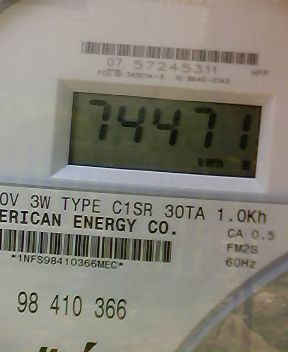 07 57245311
74471
kWh
0V 3W TYPE C1SR 30TA 1.0Kh
ERICAN ENERGY CO.
CA 0.5
FM2S
*1NFS98410366MEC*
60Hz
98 410 366